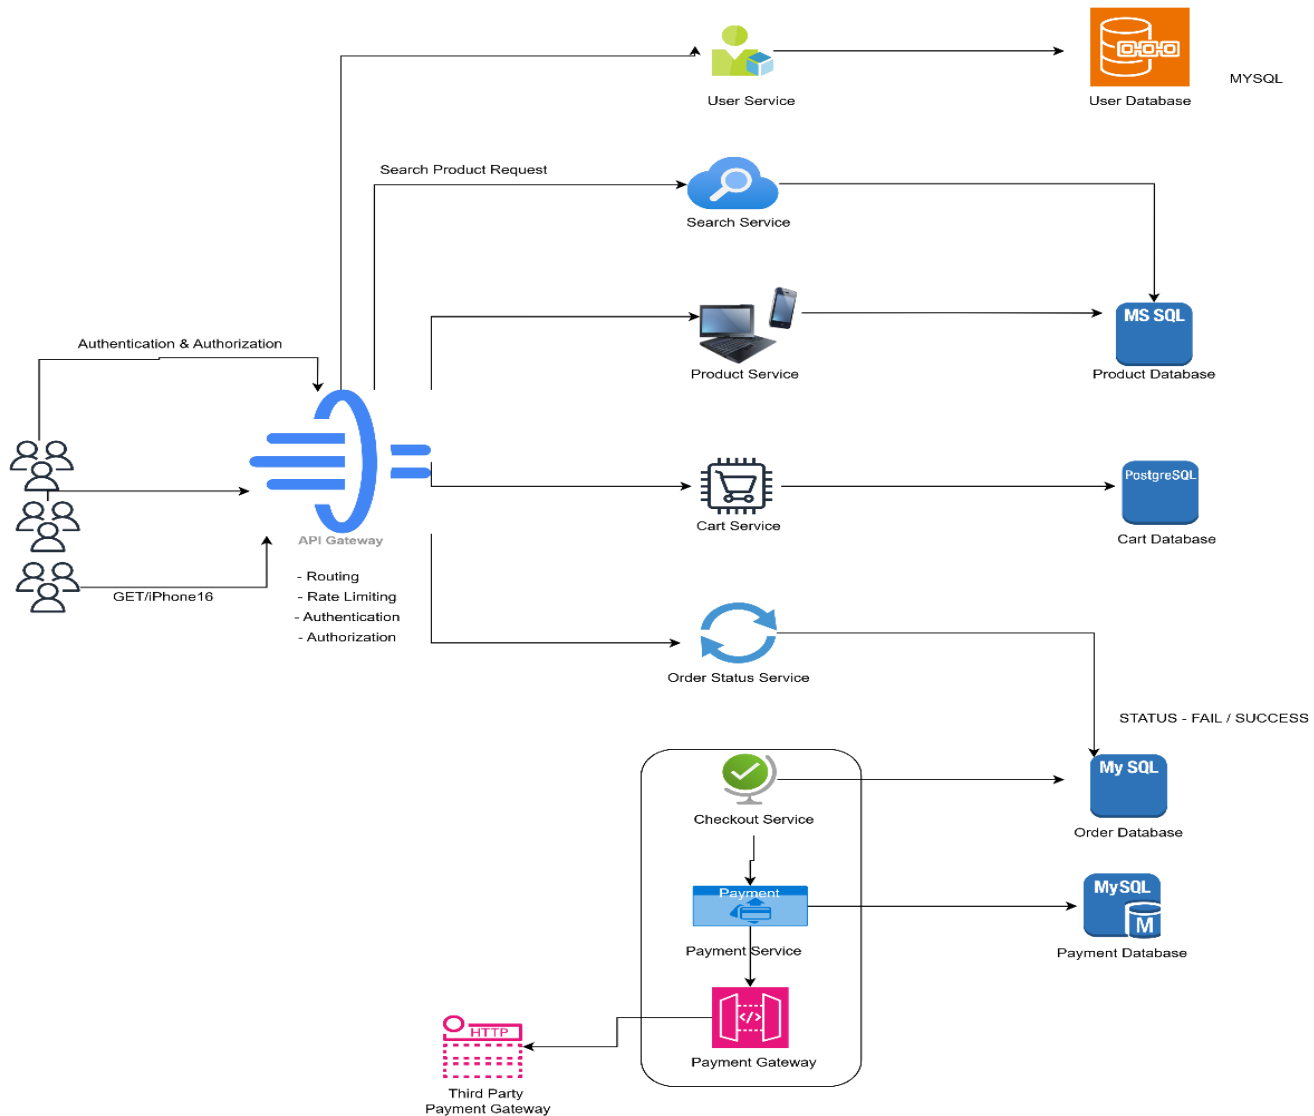 User Service
User Database
MYSQL
Search Product Request
Search Service
MS SQL
Product Service
Product Database
Authentication & Authorization
PostgreSQL
Cart Service
Cart Database
API Gateway
- Routing
- Rate Limiting
- Authentication
- Authorization
GET/iPhone16
Order Status Service
STATUS - FAIL / SUCCESS
My SQL
Checkout Service
Order Database
Payment
MySQL
M
Payment Service
Payment Database
</>
Payment Gateway
HTTP
Third Party
Payment Gateway